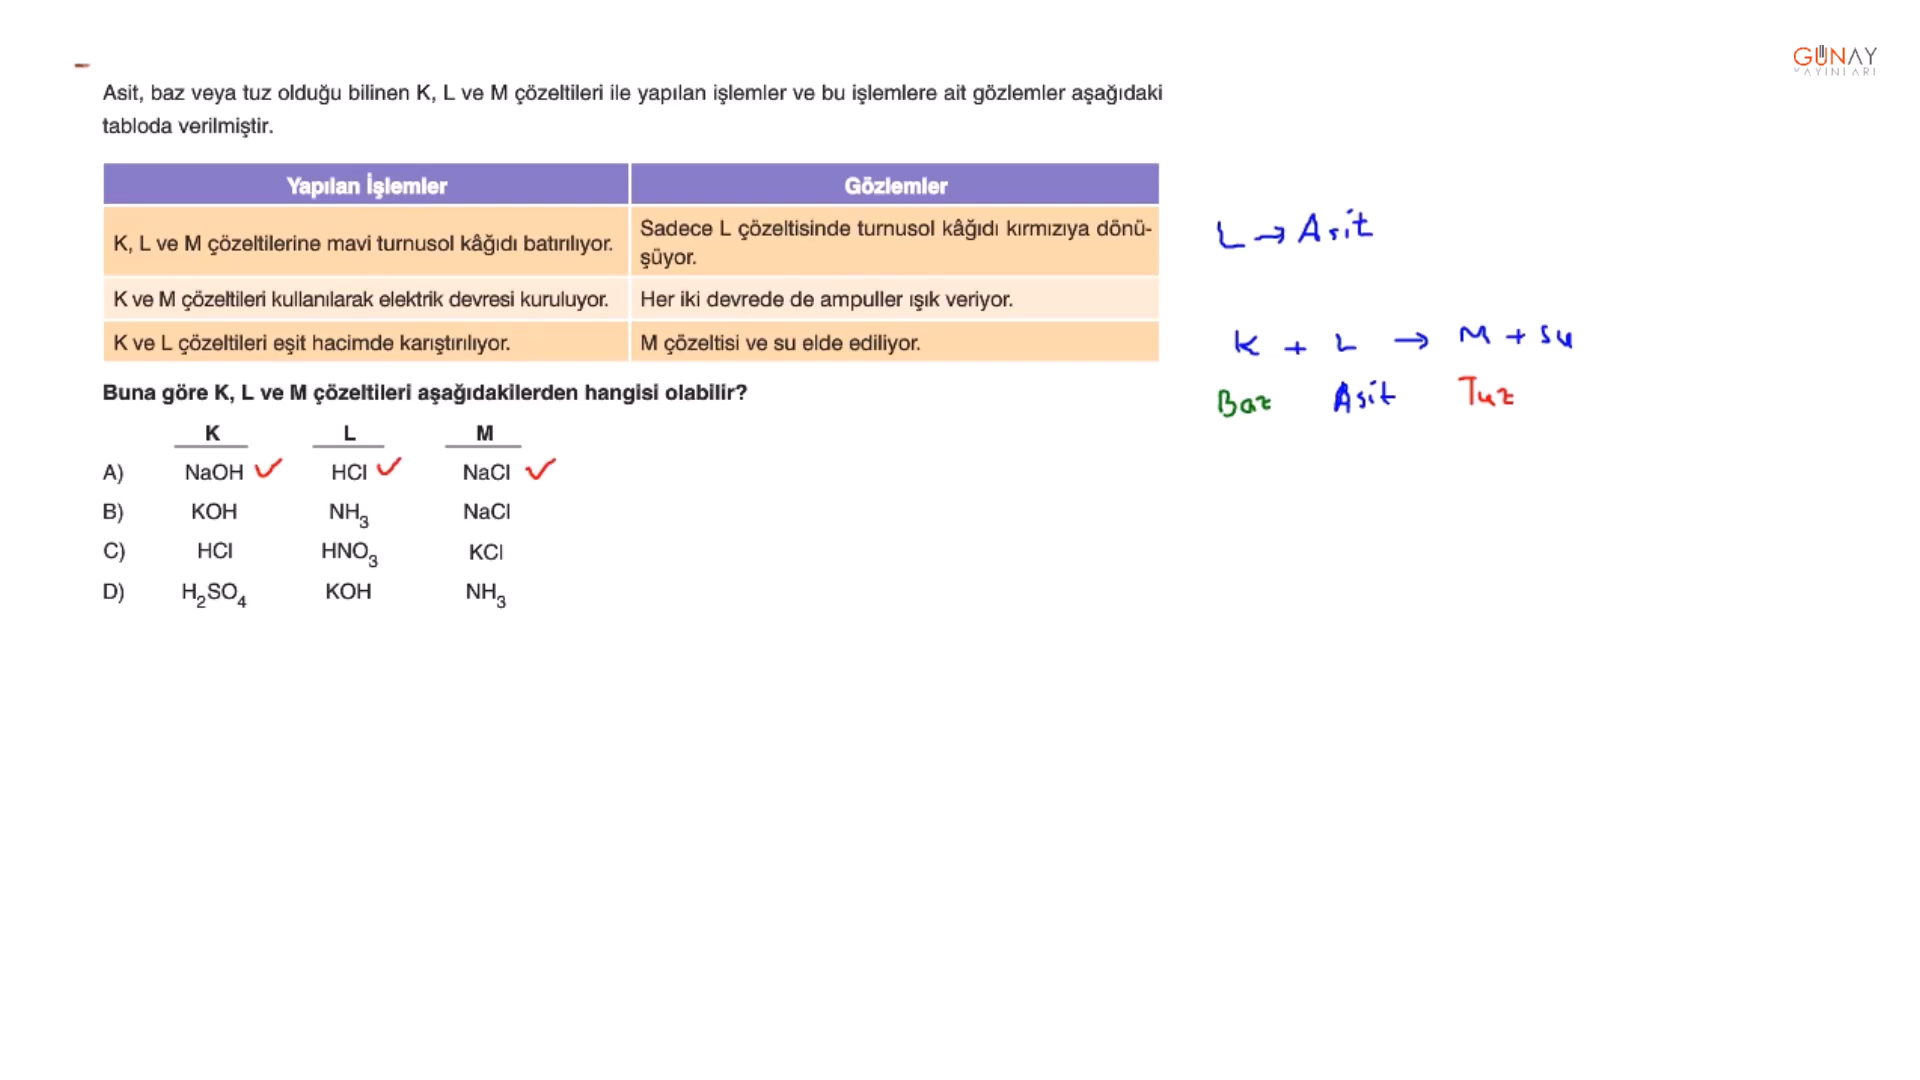 GÜNAY
YAYINLARI
Asit, baz veya tuz olduğu bilinen K, L ve M çözeltileri ile yapılan işlemler ve bu işlemlere ait gözlemler aşağıdaki
tabloda verilmiştir.
Yapılan İşlemler Gözlemler
K, L ve M çözeltilerine mavi turnusol kâğıdı batırılıyor. Sadece L çözeltisinde turnusol kâğıdı kırmızıya dönü-
şüyor.
K ve M çözeltileri kullanılarak elektrik devresi kuruluyor. Her iki devrede de ampuller ışık veriyor.
K ve L çözeltileri eşit hacimde karıştırılıyor. M çözeltisi ve su elde ediliyor.
L → Asit
K + L → M + Su
Baz Asit Tuz
Buna göre K, L ve M çözeltileri aşağıdakilerden hangisi olabilir?
K L M
A) NaOH ✓ HCl ✓ NaCl ✓
B) KOH NH₃ NaCl
C) HCl HNO₃ KCl
D) H₂SO₄ KOH NH₃